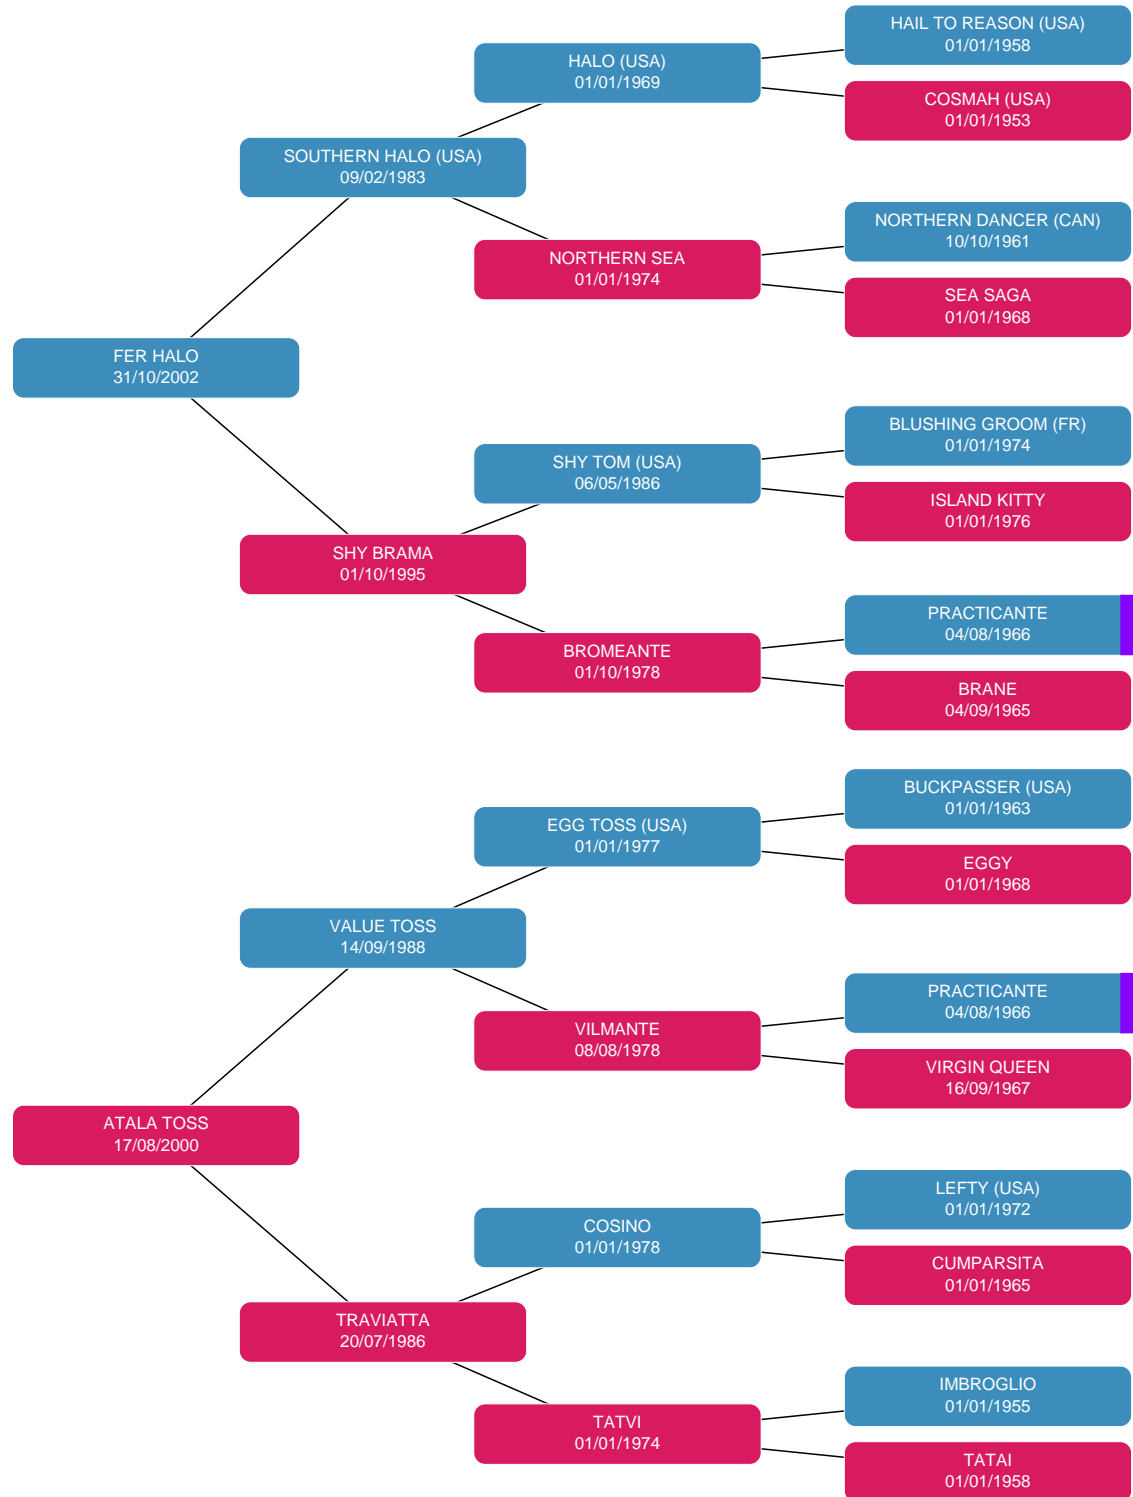 HAIL TO REASON (USA)
01/01/1958
HALO (USA)
01/01/1969
COSMAH (USA)
01/01/1953
SOUTHERN HALO (USA)
09/02/1983
NORTHERN DANCER (CAN)
10/10/1961
NORTHERN SEA
01/01/1974
SEA SAGA
01/01/1968
FER HALO
31/10/2002
BLUSHING GROOM (FR)
01/01/1974
SHY TOM (USA)
06/05/1986
ISLAND KITTY
01/01/1976
SHY BRAMA
01/10/1995
PRACTICANTE
04/08/1966
BROMEANTE
01/10/1978
BRANE
04/09/1965
BUCKPASSER (USA)
01/01/1963
EGG TOSS (USA)
01/01/1977
EGGY
01/01/1968
VALUE TOSS
14/09/1988
PRACTICANTE
04/08/1966
VILMANTE
08/08/1978
VIRGIN QUEEN
16/09/1967
ATALA TOSS
17/08/2000
LEFTY (USA)
01/01/1972
COSINO
01/01/1978
CUMPARSITA
01/01/1965
TRAVIATTA
20/07/1986
IMBROGLIO
01/01/1955
TATVI
01/01/1974
TATAI
01/01/1958